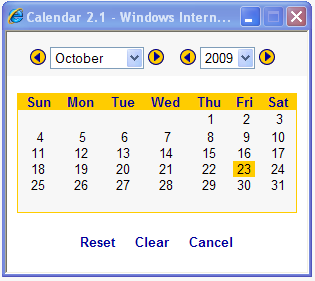 Calendar 2.1 - Windows Intern...
October 2009
Sun Mon Tue Wed Thu Fri Sat
1 2 3
4 5 6 7 8 9 10
11 12 13 14 15 16 17
18 19 20 21 22 23 24
25 26 27 28 29 30 31
Reset Clear Cancel